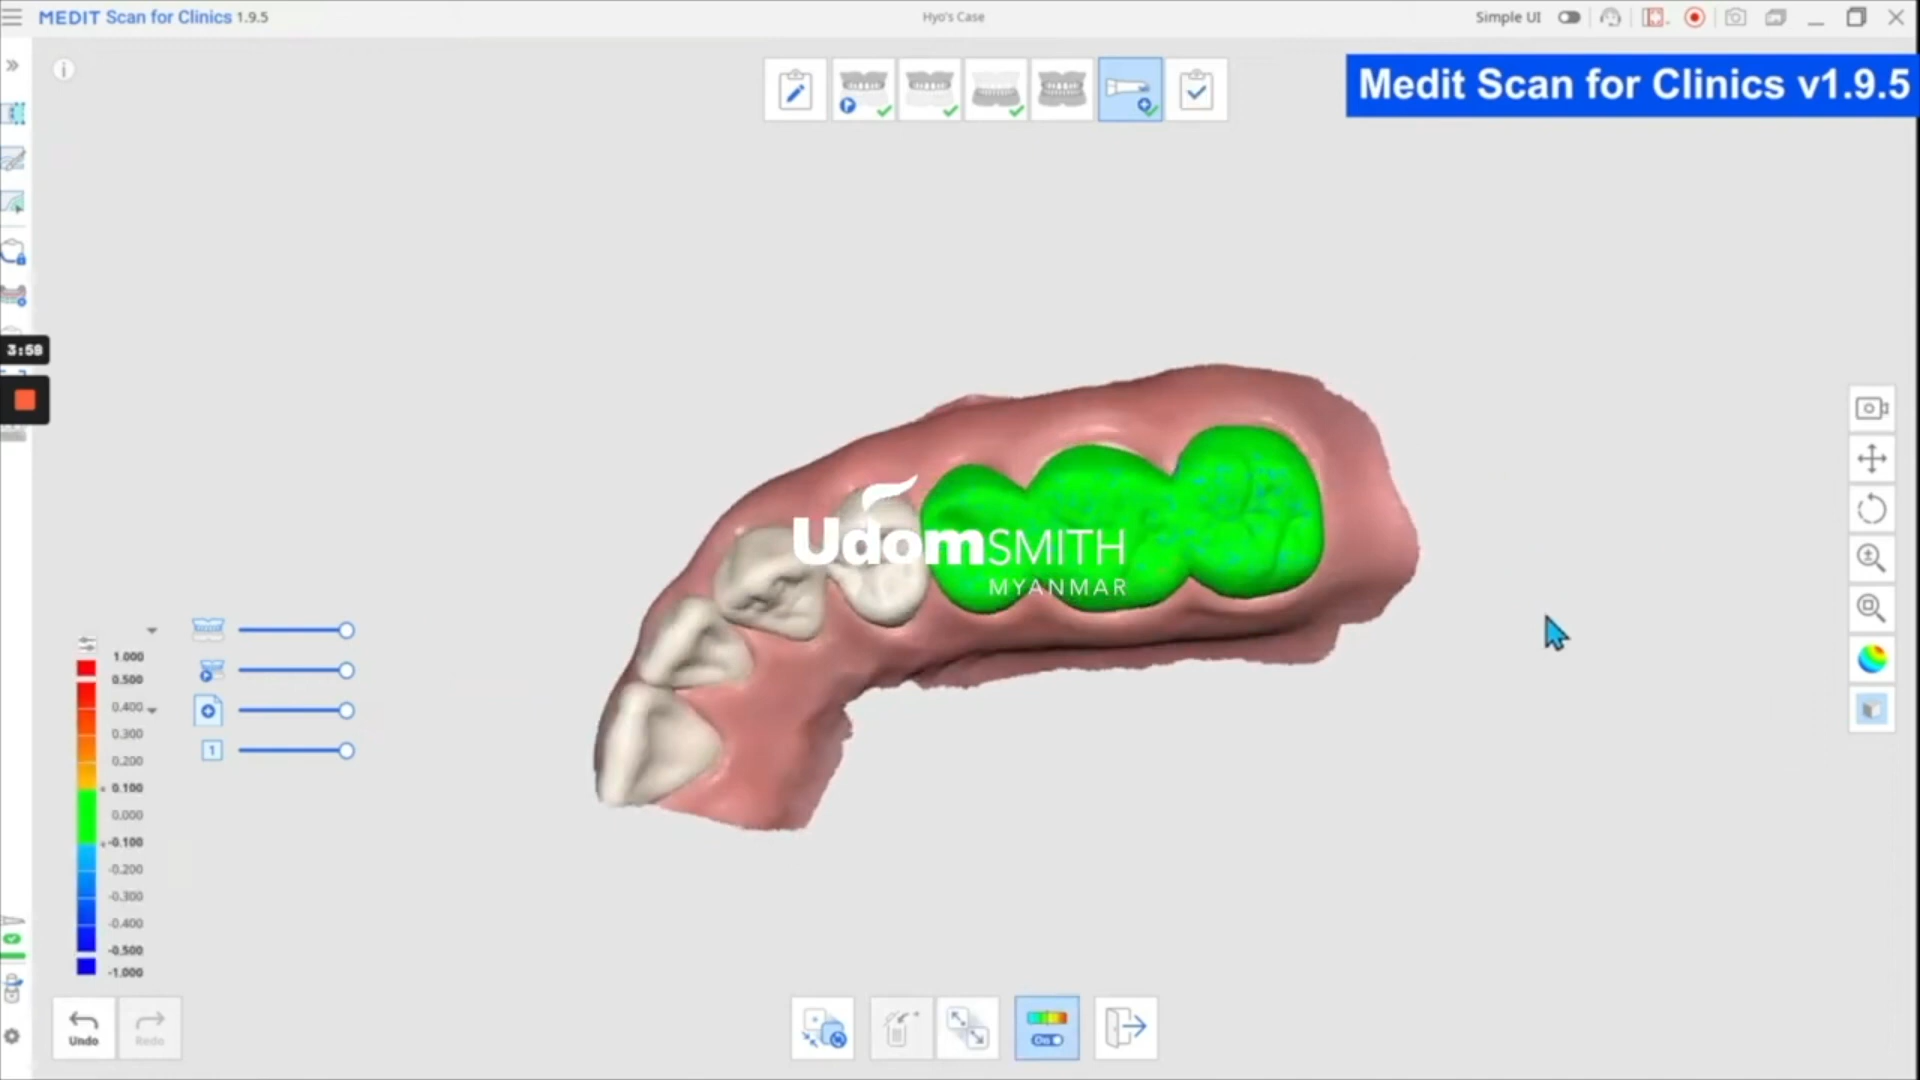 MEDIT Scan for Clinics 1.9.5
Hyo's Case
Simple UI
Medit Scan for Clinics v1.9.5
3:59
UdomSMITH
MYANMAR
1.000
0.500
0.400
0.300
0.200
0.100
0.000
-0.100
-0.200
-0.300
-0.400
-0.500
-1.000
1
Undo
Redo
On